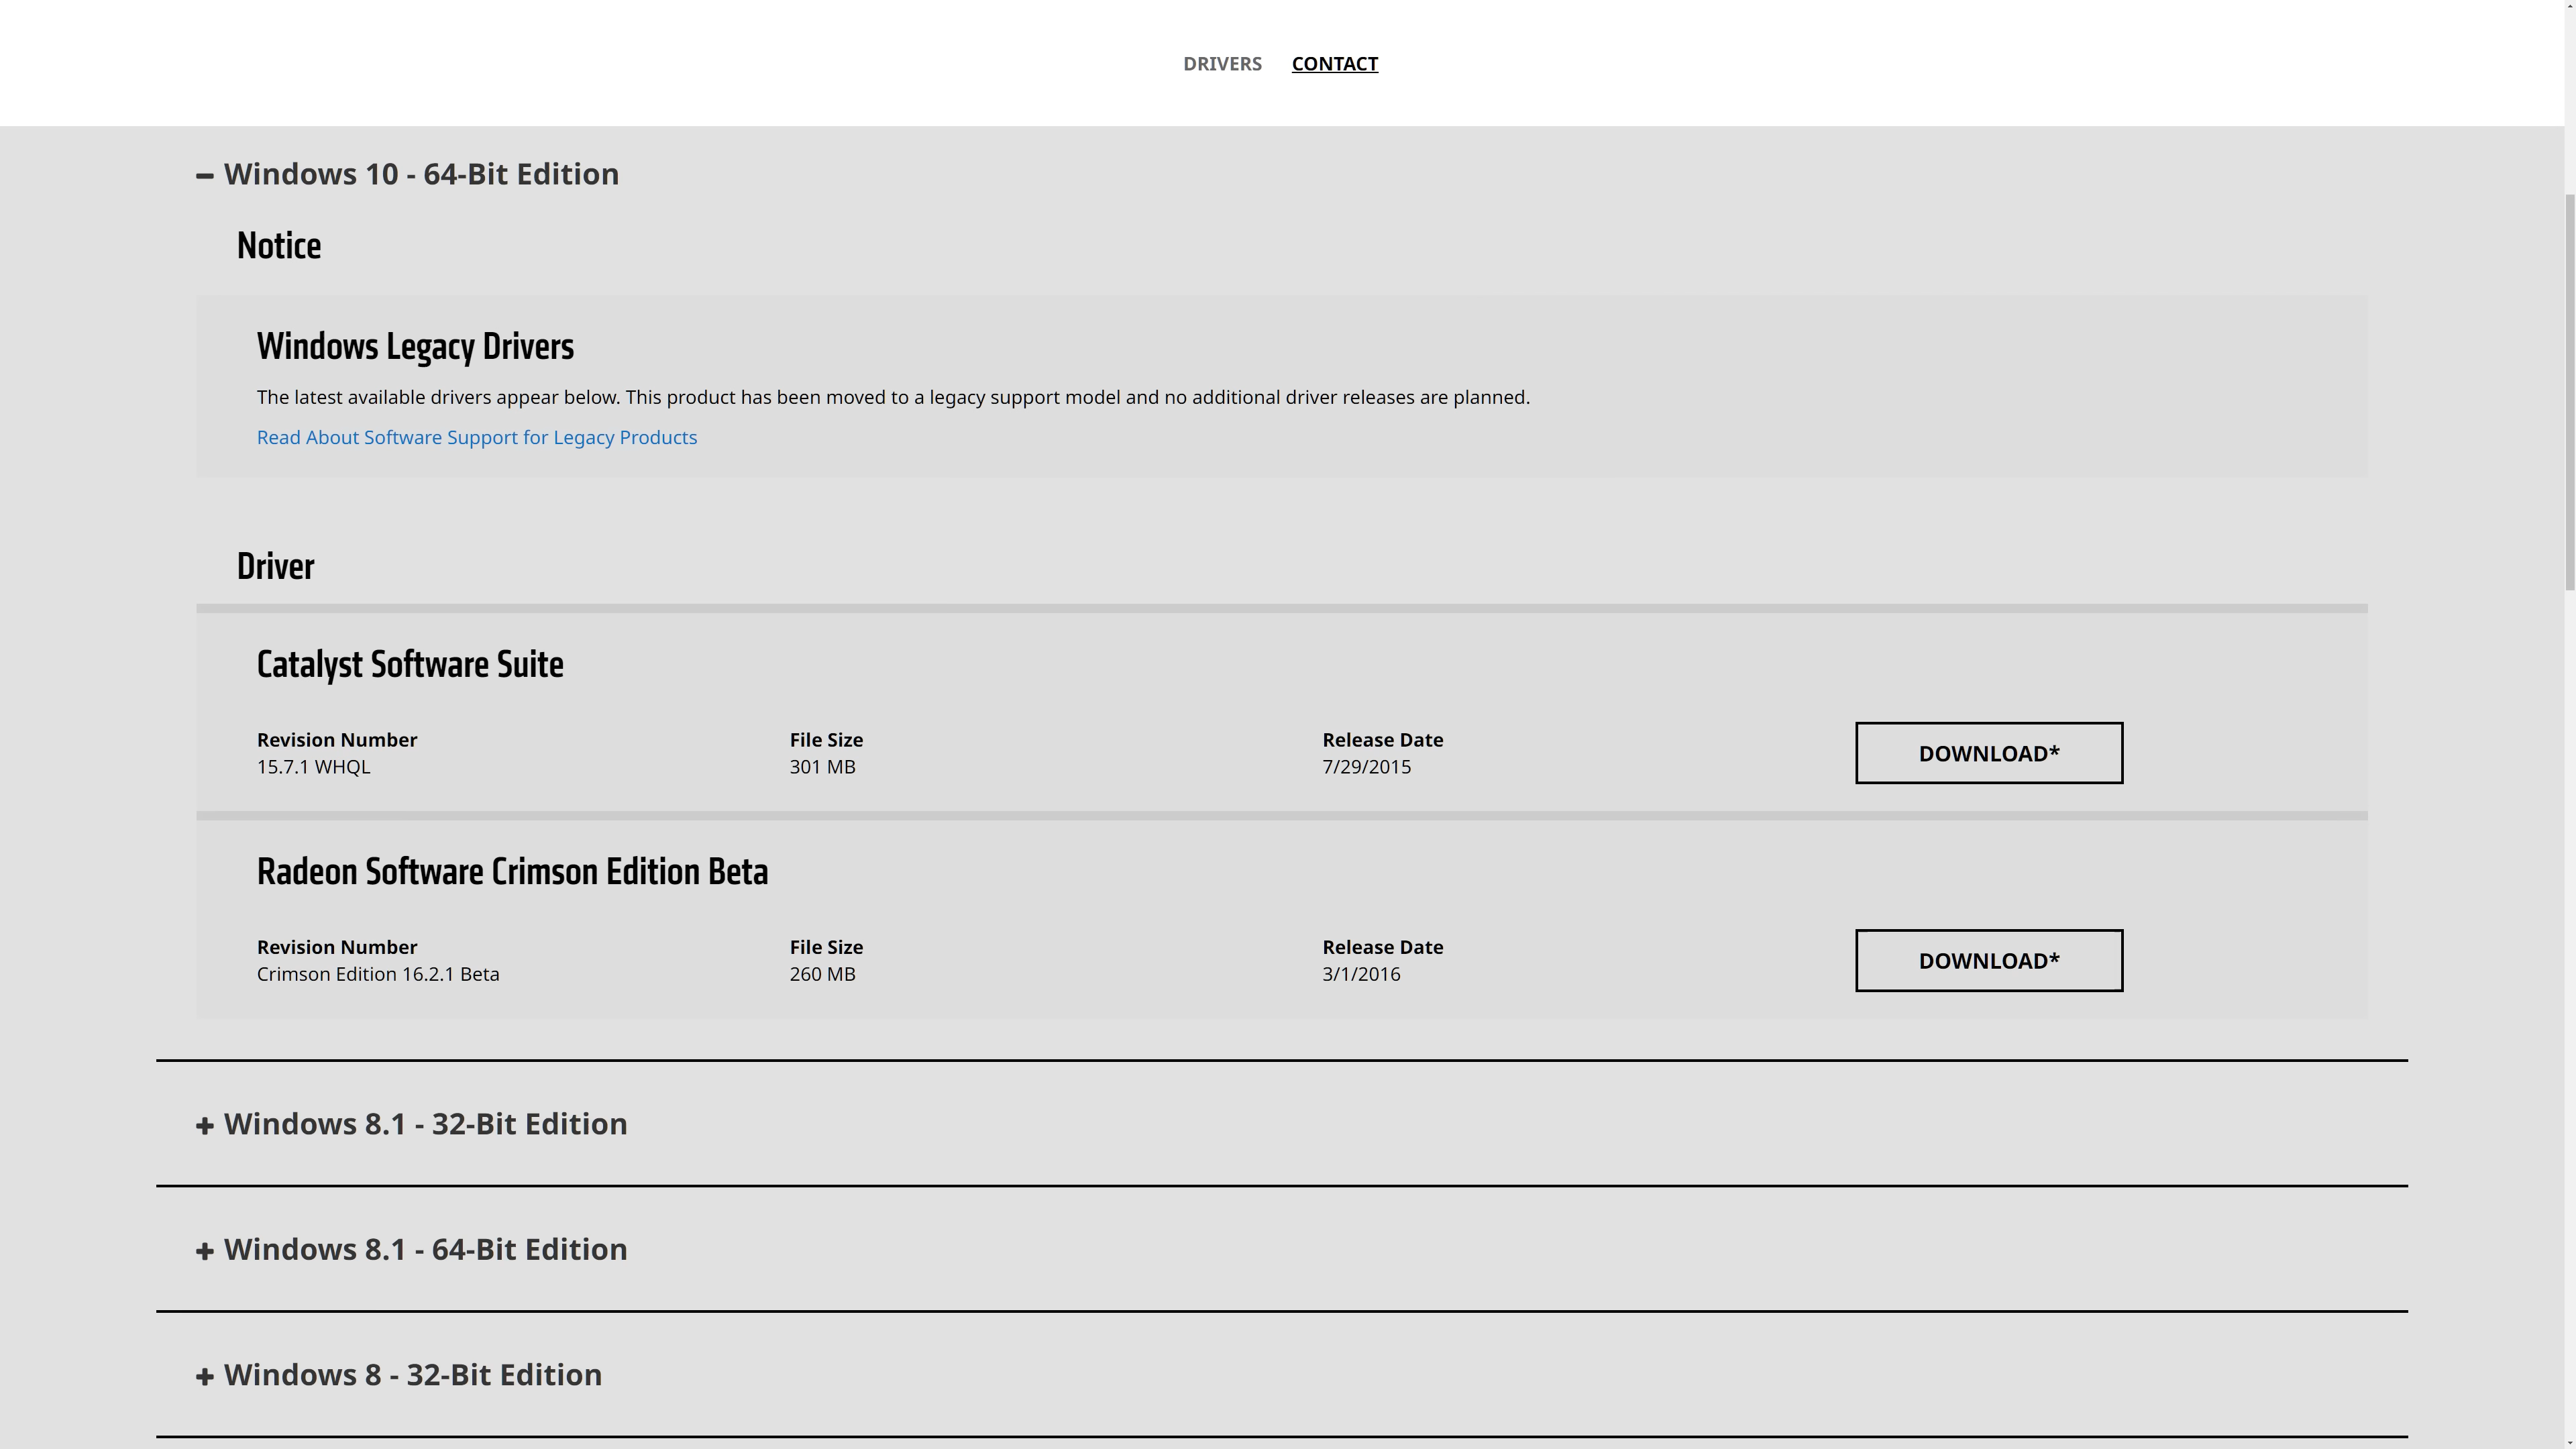 DRIVERS CONTACT
Windows 10 - 64-Bit Edition
Notice
Windows Legacy Drivers
The latest available drivers appear below. This product has been moved to a legacy support model and no additional driver releases are planned.
Read About Software Support for Legacy Products
Driver
Catalyst Software Suite
Revision Number File Size Release Date
15.7.1 WHQL 301 MB 7/29/2015
DOWNLOAD*
Radeon Software Crimson Edition Beta
Revision Number File Size Release Date
Crimson Edition 16.2.1 Beta 260 MB 3/1/2016
DOWNLOAD*
Windows 8.1 - 32-Bit Edition
Windows 8.1 - 64-Bit Edition
Windows 8 - 32-Bit Edition